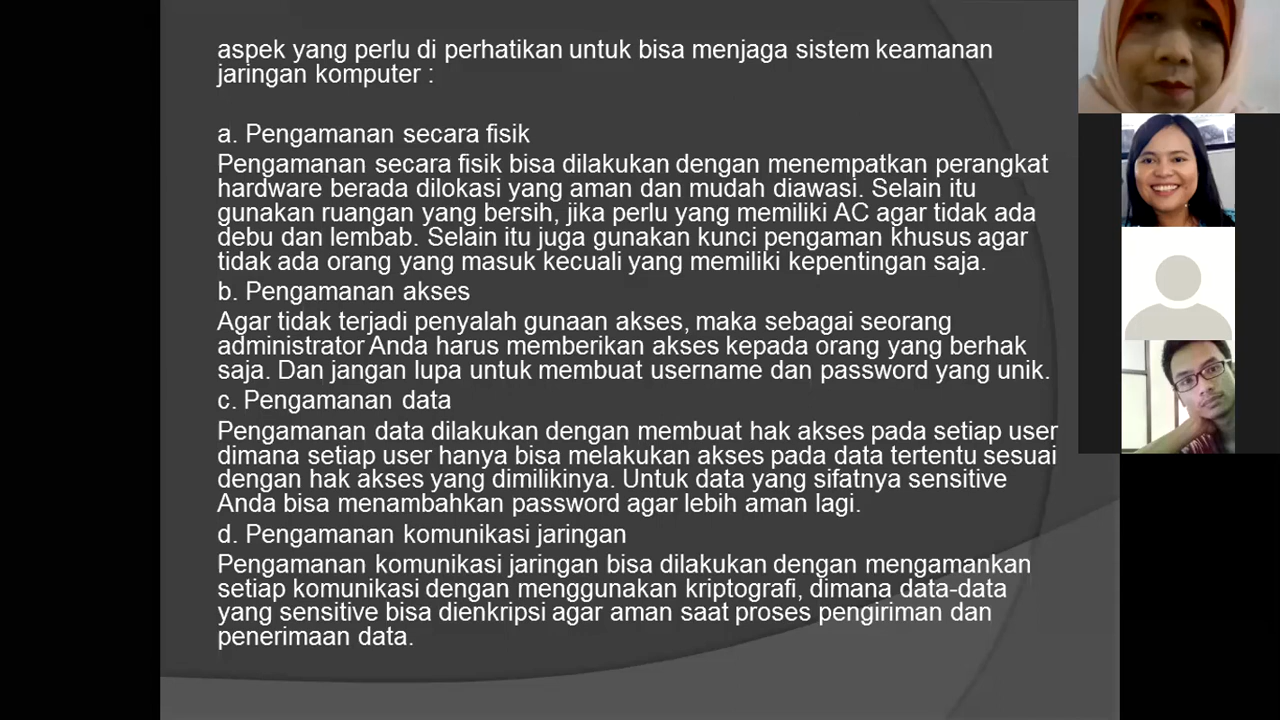 aspek yang perlu di perhatikan untuk bisa menjaga sistem keamanan
jaringan komputer :
a. Pengamanan secara fisik
Pengamanan secara fisik bisa dilakukan dengan menempatkan perangkat
hardware berada dilokasi yang aman dan mudah diawasi. Selain itu
gunakan ruangan yang bersih, jika perlu yang memiliki AC agar tidak ada
debu dan lembab. Selain itu juga gunakan kunci pengaman khusus agar
tidak ada orang yang masuk kecuali yang memiliki kepentingan saja.
b. Pengamanan akses
Agar tidak terjadi penyalah gunaan akses, maka sebagai seorang
administrator Anda harus memberikan akses kepada orang yang berhak
saja. Dan jangan lupa untuk membuat username dan password yang unik.
c. Pengamanan data
Pengamanan data dilakukan dengan membuat hak akses pada setiap user
dimana setiap user hanya bisa melakukan akses pada data tertentu sesuai
dengan hak akses yang dimilikinya. Untuk data yang sifatnya sensitive
Anda bisa menambahkan password agar lebih aman lagi.
d. Pengamanan komunikasi jaringan
Pengamanan komunikasi jaringan bisa dilakukan dengan mengamankan
setiap komunikasi dengan menggunakan kriptografi, dimana data-data
yang sensitive bisa dienkripsi agar aman saat proses pengiriman dan
penerimaan data.